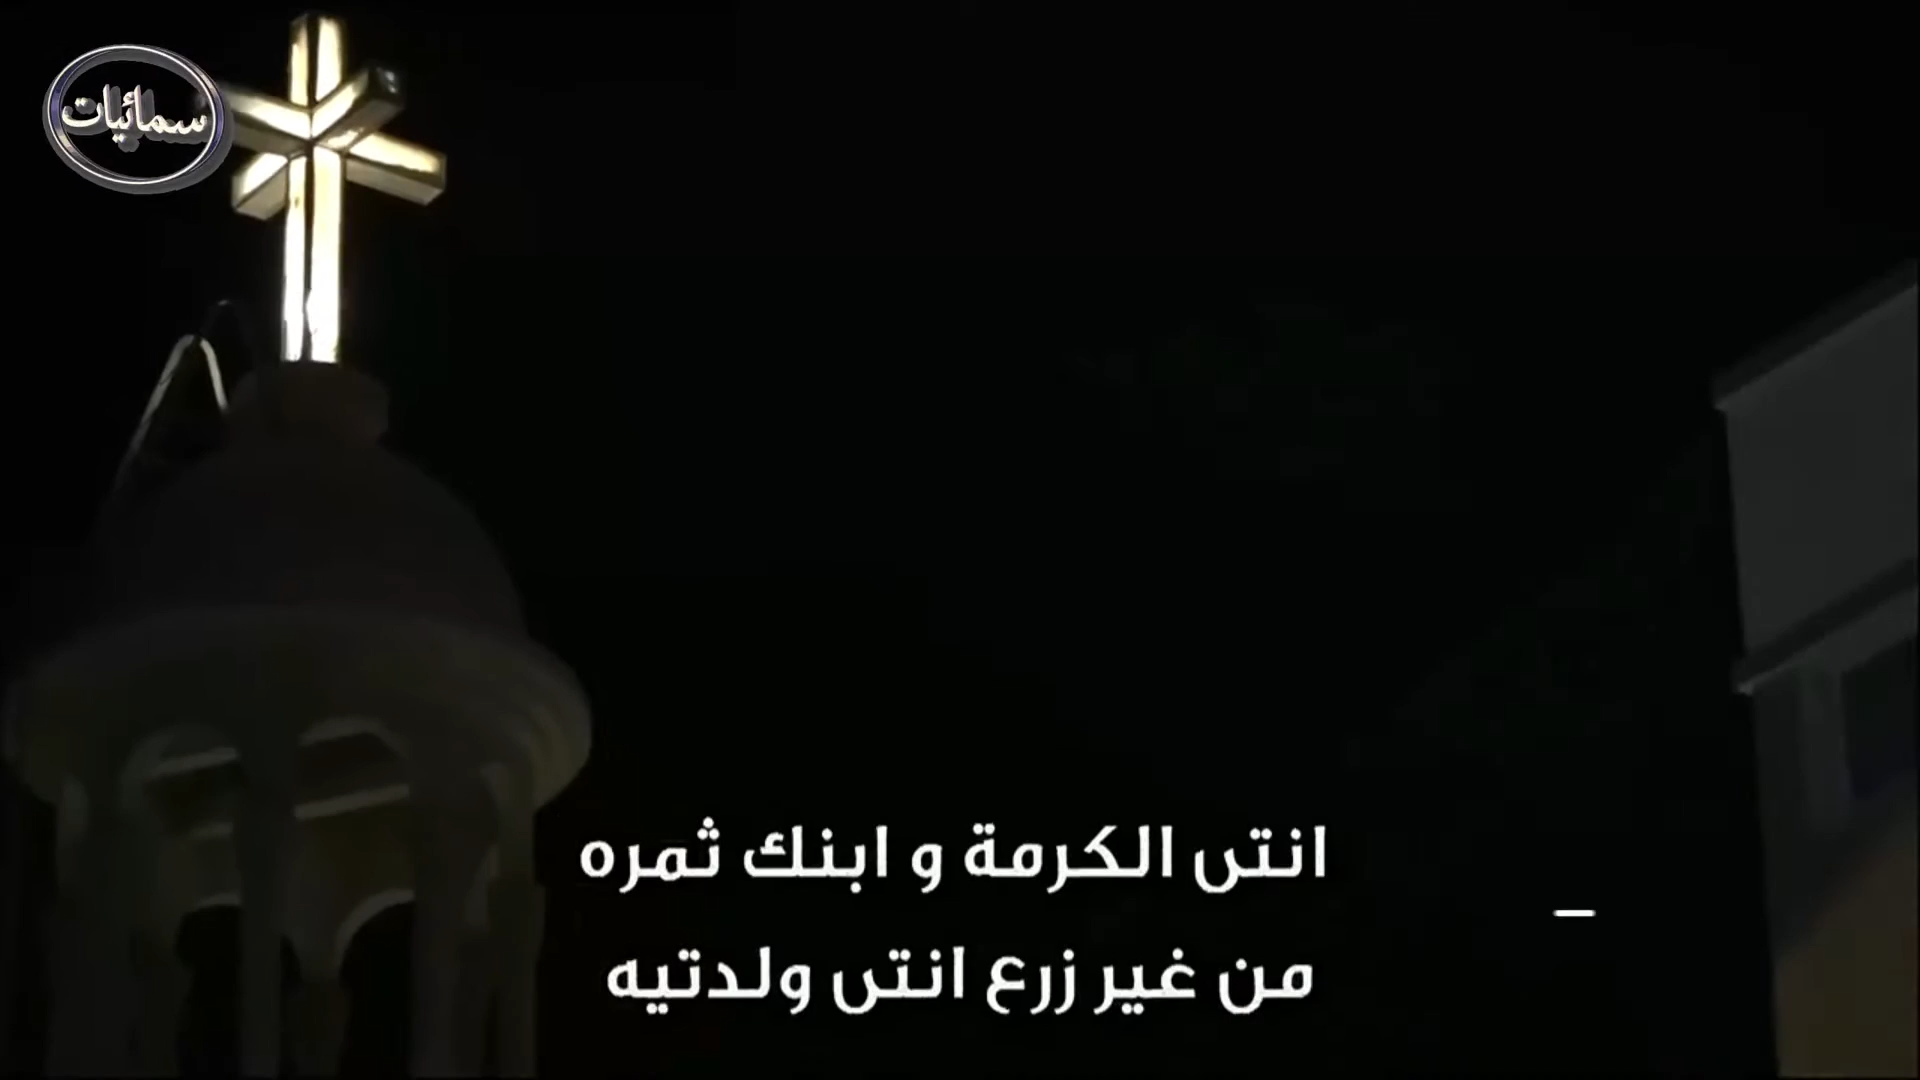 سمائيات
انتى الكرمة و ابنك ثمره
من غير زرع انتى ولدتيه